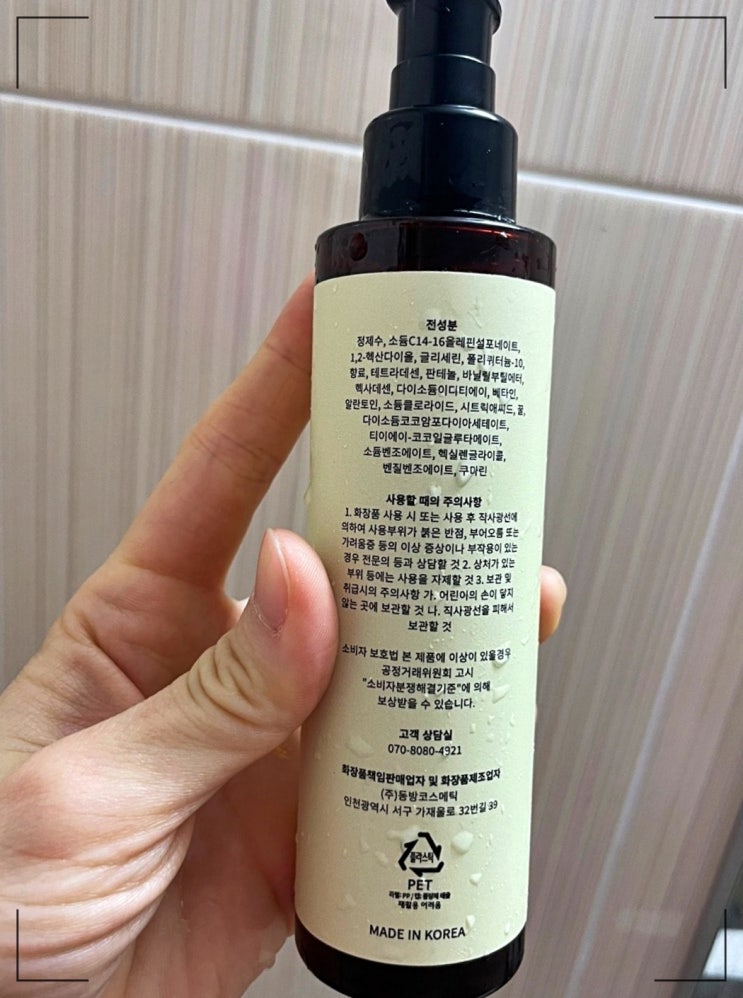 전성분
정제수, 소듐C14-16올레핀설포네이트,
1,2-헥산다이올, 글리세린, 폴리쿼터늄-10,
향료, 테트라데센, 판테놀, 바닐릴부틸에터,
헥사데센, 다이소듐이디티에이, 베타인,
알란토인, 소듐클로라이드, 시트릭애씨드, 꿀,
다이소듐코코암포다이아세테이트,
티이에이-코코일글루타메이트,
소듐벤조에이트, 헥실렌글라이콜,
벤질벤조에이트, 쿠마린
사용할 때의 주의사항
1. 화장품 사용 시 또는 사용 후 직사광선에
의하여 사용부위가 붉은 반점, 부어오름 또는
가려움증 등의 이상 증상이나 부작용이 있는
경우 전문의 등과 상담할 것 2. 상처가 있는
부위 등에는 사용을 자제할 것 3. 보관 및
취급시의 주의사항 가. 어린아의 손이 닿지
않는 곳에 보관할 것 나. 직사광선을 피해서
보관할 것
소비자 보호법 본 제품에 이상이 있을경우
공정거래위원회 고시
"소비자분쟁해결기준"에 의해
보상받을 수 있습니다.
고객 상담실
070-8080-4921
화장품책임판매업자 및 화장품제조업자
(주)동방코스메틱
인천광역시 서구 가재울로 32번길 39
플라스틱
PET
라벨: PP / 캡: 종량제 배출
재활용 어려움
MADE IN KOREA